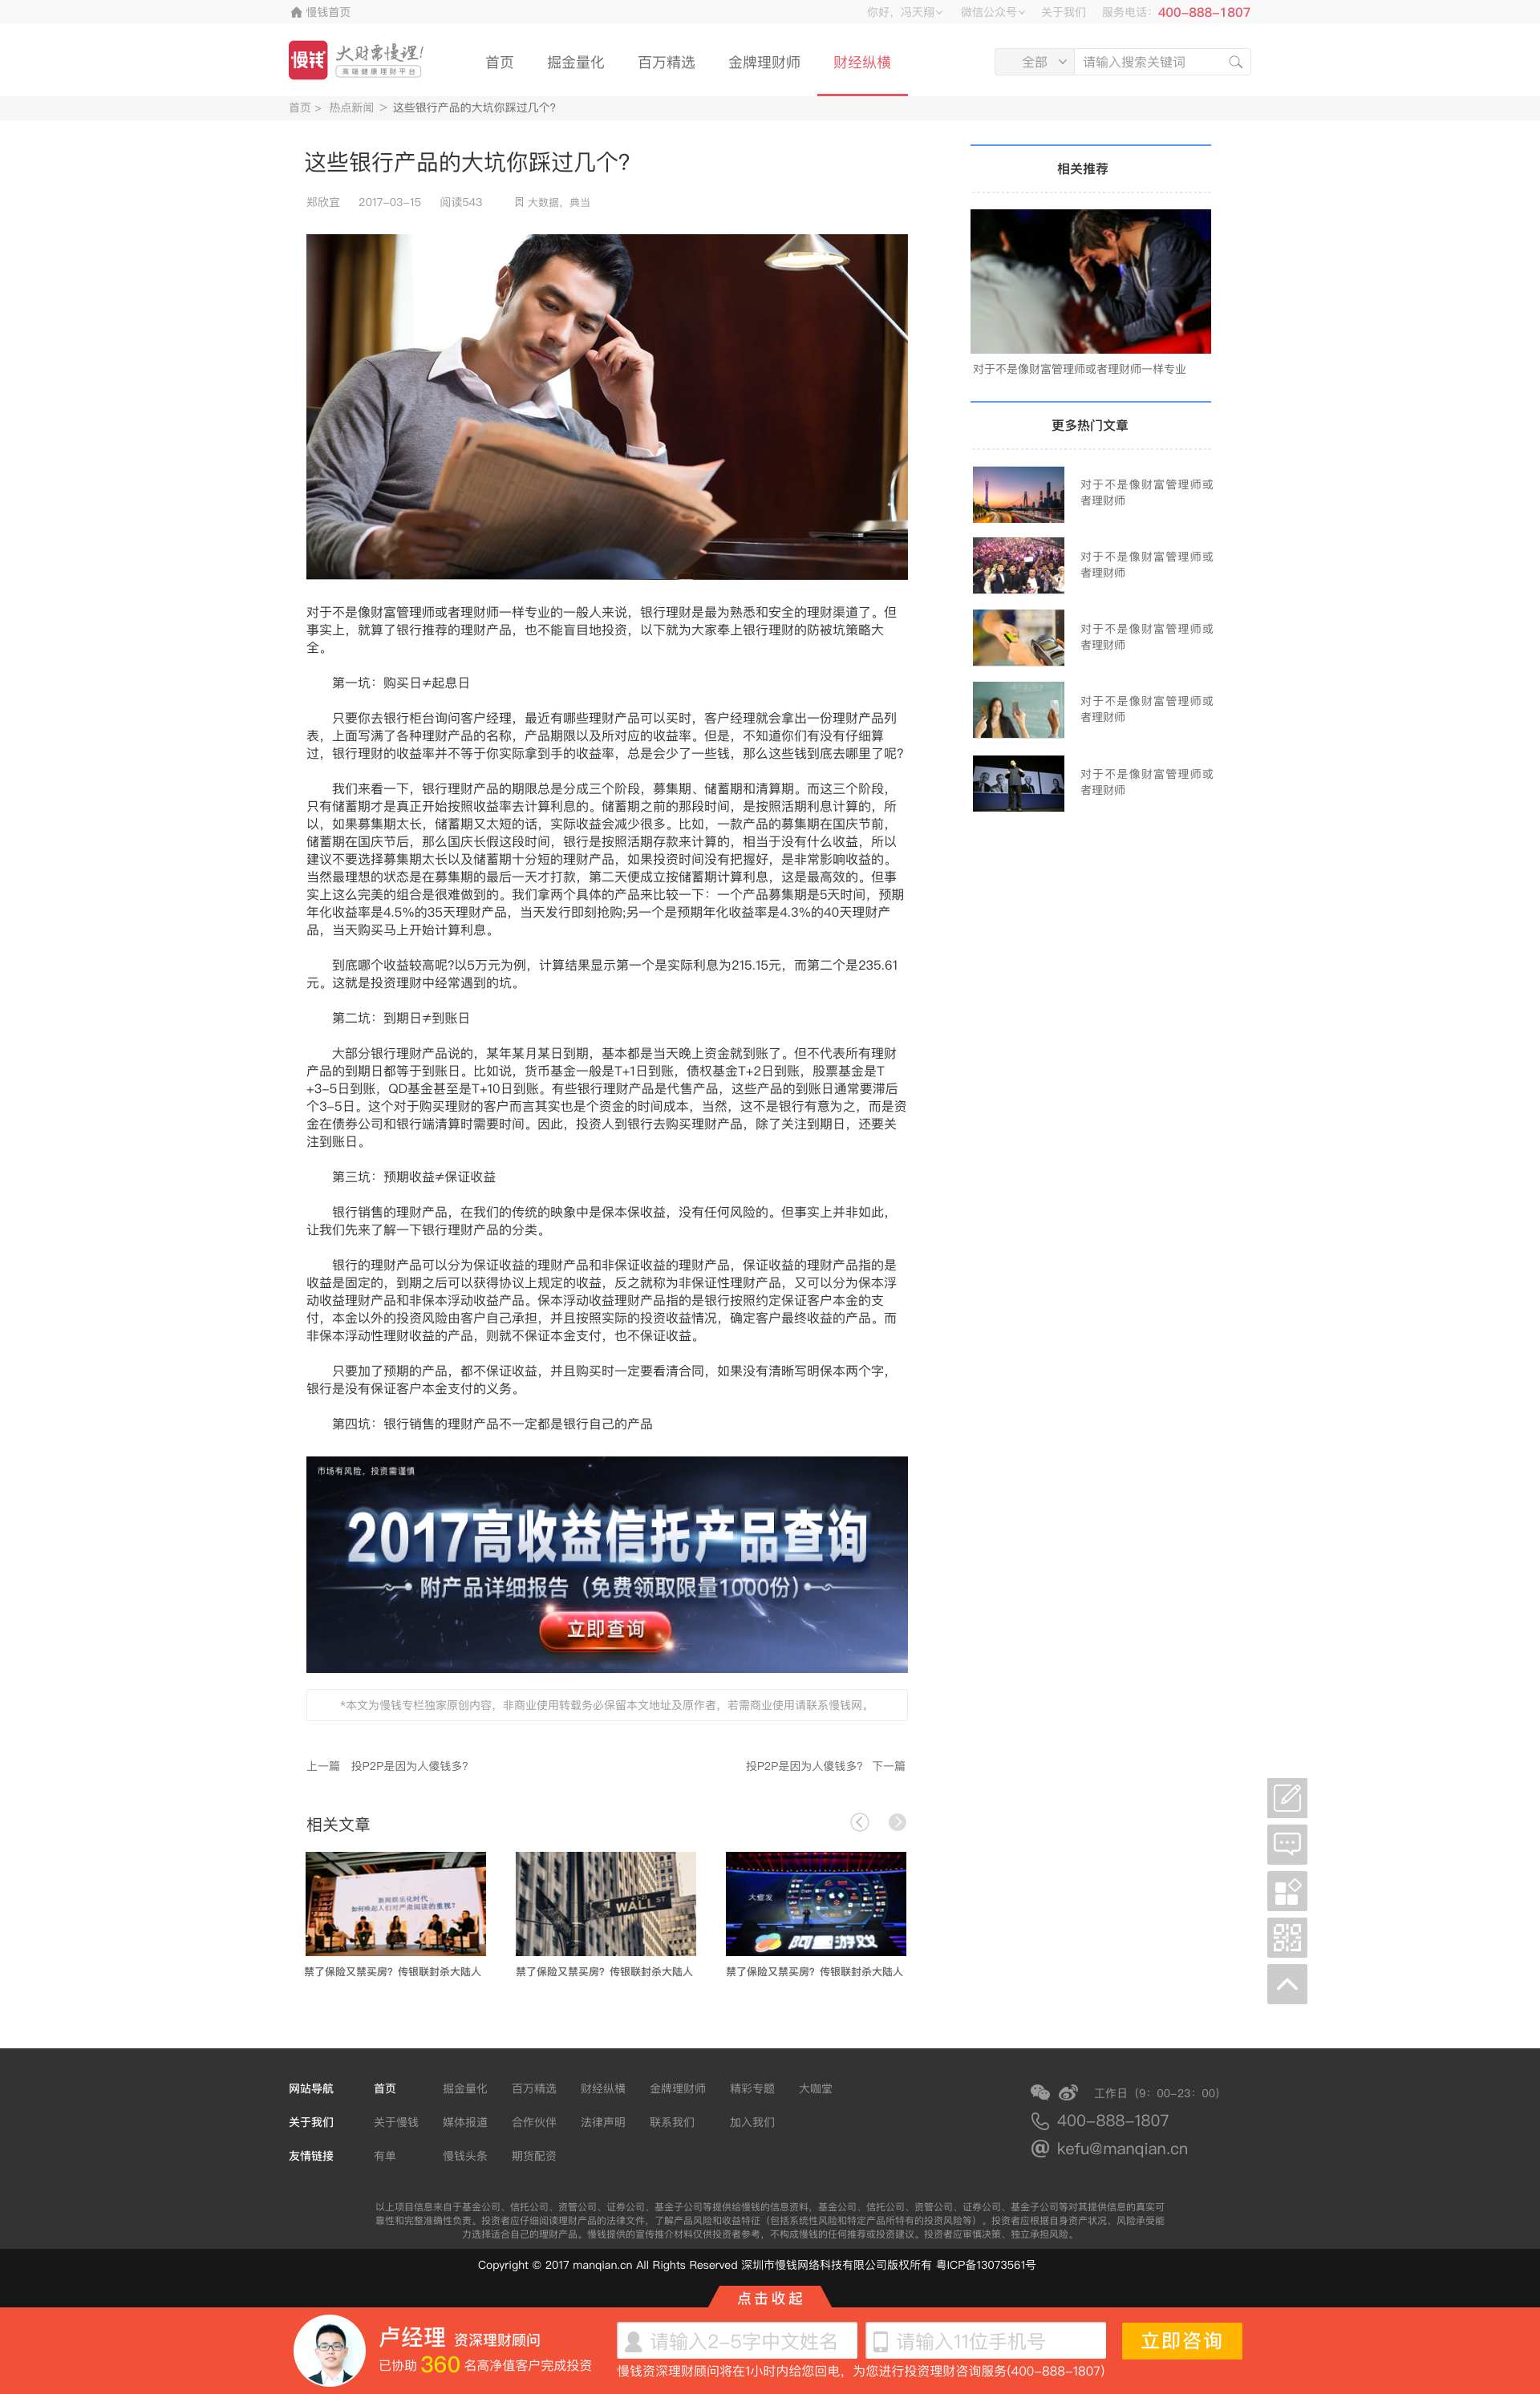 慢钱首页
你好，冯天翔
微信公众号
关于我们
服务电话：400-888-1807
慢钱
大财需慢理!
高端健康理财平台
首页
掘金量化
百万精选
金牌理财师
财经纵横
全部
请输入搜索关键词
首页 > 热点新闻 > 这些银行产品的大坑你踩过几个?
这些银行产品的大坑你踩过几个?
郑欣宜 2017-03-15 阅读543 大数据，典当
对于不是像财富管理师或者理财师一样专业的一般人来说，银行理财是最为熟悉和安全的理财渠道了。但
事实上，就算了银行推荐的理财产品，也不能盲目地投资，以下就为大家奉上银行理财的防被坑策略大
全。
第一坑：购买日≠起息日
只要你去银行柜台询问客户经理，最近有哪些理财产品可以买时，客户经理就会拿出一份理财产品列
表，上面写满了各种理财产品的名称，产品期限以及所对应的收益率。但是，不知道你们有没有仔细算
过，银行理财的收益率并不等于你实际拿到手的收益率，总是会少了一些钱，那么这些钱到底去哪里了呢?
我们来看一下，银行理财产品的期限总是分成三个阶段，募集期、储蓄期和清算期。而这三个阶段，
只有储蓄期才是真正开始按照收益率去计算利息的。储蓄期之前的那段时间，是按照活期利息计算的，所
以，如果募集期太长，储蓄期又太短的话，实际收益会减少很多。比如，一款产品的募集期在国庆节前，
储蓄期在国庆节后，那么国庆长假这段时间，银行是按照活期存款来计算的，相当于没有什么收益，所以
建议不要选择募集期太长以及储蓄期十分短的理财产品，如果投资时间没有把握好，是非常影响收益的。
当然最理想的状态是在募集期的最后一天才打款，第二天便成立按储蓄期计算利息，这是最高效的。但事
实上这么完美的组合是很难做到的。我们拿两个具体的产品来比较一下：一个产品募集期是5天时间，预期
年化收益率是4.5%的35天理财产品，当天发行即刻抢购;另一个是预期年化收益率是4.3%的40天理财产
品，当天购买马上开始计算利息。
到底哪个收益较高呢?以5万元为例，计算结果显示第一个是实际利息为215.15元，而第二个是235.61
元。这就是投资理财中经常遇到的坑。
第二坑：到期日≠到账日
大部分银行理财产品说的，某年某月某日到期，基本都是当天晚上资金就到账了。但不代表所有理财
产品的到期日都等于到账日。比如说，货币基金一般是T+1日到账，债权基金T+2日到账，股票基金是T
+3-5日到账，QD基金甚至是T+10日到账。有些银行理财产品是代售产品，这些产品的到账日通常要滞后
个3-5日。这个对于购买理财的客户而言其实也是个资金的时间成本，当然，这不是银行有意为之，而是资
金在债券公司和银行端清算时需要时间。因此，投资人到银行去购买理财产品，除了关注到期日，还要关
注到账日。
第三坑：预期收益≠保证收益
银行销售的理财产品，在我们的传统的映象中是保本保收益，没有任何风险的。但事实上并非如此，
让我们先来了解一下银行理财产品的分类。
银行的理财产品可以分为保证收益的理财产品和非保证收益的理财产品，保证收益的理财产品指的是
收益是固定的，到期之后可以获得协议上规定的收益，反之就称为非保证性理财产品，又可以分为保本浮
动收益理财产品和非保本浮动收益产品。保本浮动收益理财产品指的是银行按照约定保证客户本金的支
付，本金以外的投资风险由客户自己承担，并且按照实际的投资收益情况，确定客户最终收益的产品。而
非保本浮动性理财收益的产品，则就不保证本金支付，也不保证收益。
只要加了预期的产品，都不保证收益，并且购买时一定要看清合同，如果没有清晰写明保本两个字，
银行是没有保证客户本金支付的义务。
第四坑：银行销售的理财产品不一定都是银行自己的产品
市场有风险，投资需谨慎
2017高收益信托产品查询
附产品详细报告（免费领取限量1000份）
立即查询
*本文为慢钱专栏独家原创内容，非商业使用转载务必保留本文地址及原作者，若需商业使用请联系慢钱网。
上一篇 投P2P是因为人傻钱多?
投P2P是因为人傻钱多? 下一篇
相关文章
新闻娱乐化时代
如何唤起人们对严肃阅读的重视?
WALL ST
大宙发
阿里游戏
禁了保险又禁买房? 传银联封杀大陆人
禁了保险又禁买房? 传银联封杀大陆人
禁了保险又禁买房? 传银联封杀大陆人
相关推荐
对于不是像财富管理师或者理财师一样专业
更多热门文章
对于不是像财富管理师或
者理财师
对于不是像财富管理师或
者理财师
对于不是像财富管理师或
者理财师
对于不是像财富管理师或
者理财师
对于不是像财富管理师或
者理财师
网站导航 首页 掘金量化 百万精选 财经纵横 金牌理财师 精彩专题 大咖堂
关于我们 关于慢钱 媒体报道 合作伙伴 法律声明 联系我们 加入我们
友情链接 有单 慢钱头条 期货配资
工作日（9：00-23：00）
400-888-1807
kefu@manqian.cn
以上项目信息来自于基金公司、信托公司、资管公司、证券公司、基金子公司等提供给慢钱的信息资料，基金公司、信托公司、资管公司、证券公司、基金子公司等对其提供信息的真实可
靠性和完整准确性负责。投资者应仔细阅读理财产品的法律文件，了解产品风险和收益特征（包括系统性风险和特定产品所特有的投资风险等）。投资者应根据自身资产状况、风险承受能
力选择适合自己的理财产品。慢钱提供的宣传推介材料仅供投资者参考，不构成慢钱的任何推荐或投资建议。投资者应审慎决策、独立承担风险。
Copyright © 2017 manqian.cn All Rights Reserved 深圳市慢钱网络科技有限公司版权所有 粤ICP备13073561号
点击收起
卢经理 资深理财顾问
已协助 360 名高净值客户完成投资
请输入2-5字中文姓名
请输入11位手机号
立即咨询
慢钱资深理财顾问将在1小时内给您回电，为您进行投资理财咨询服务(400-888-1807)